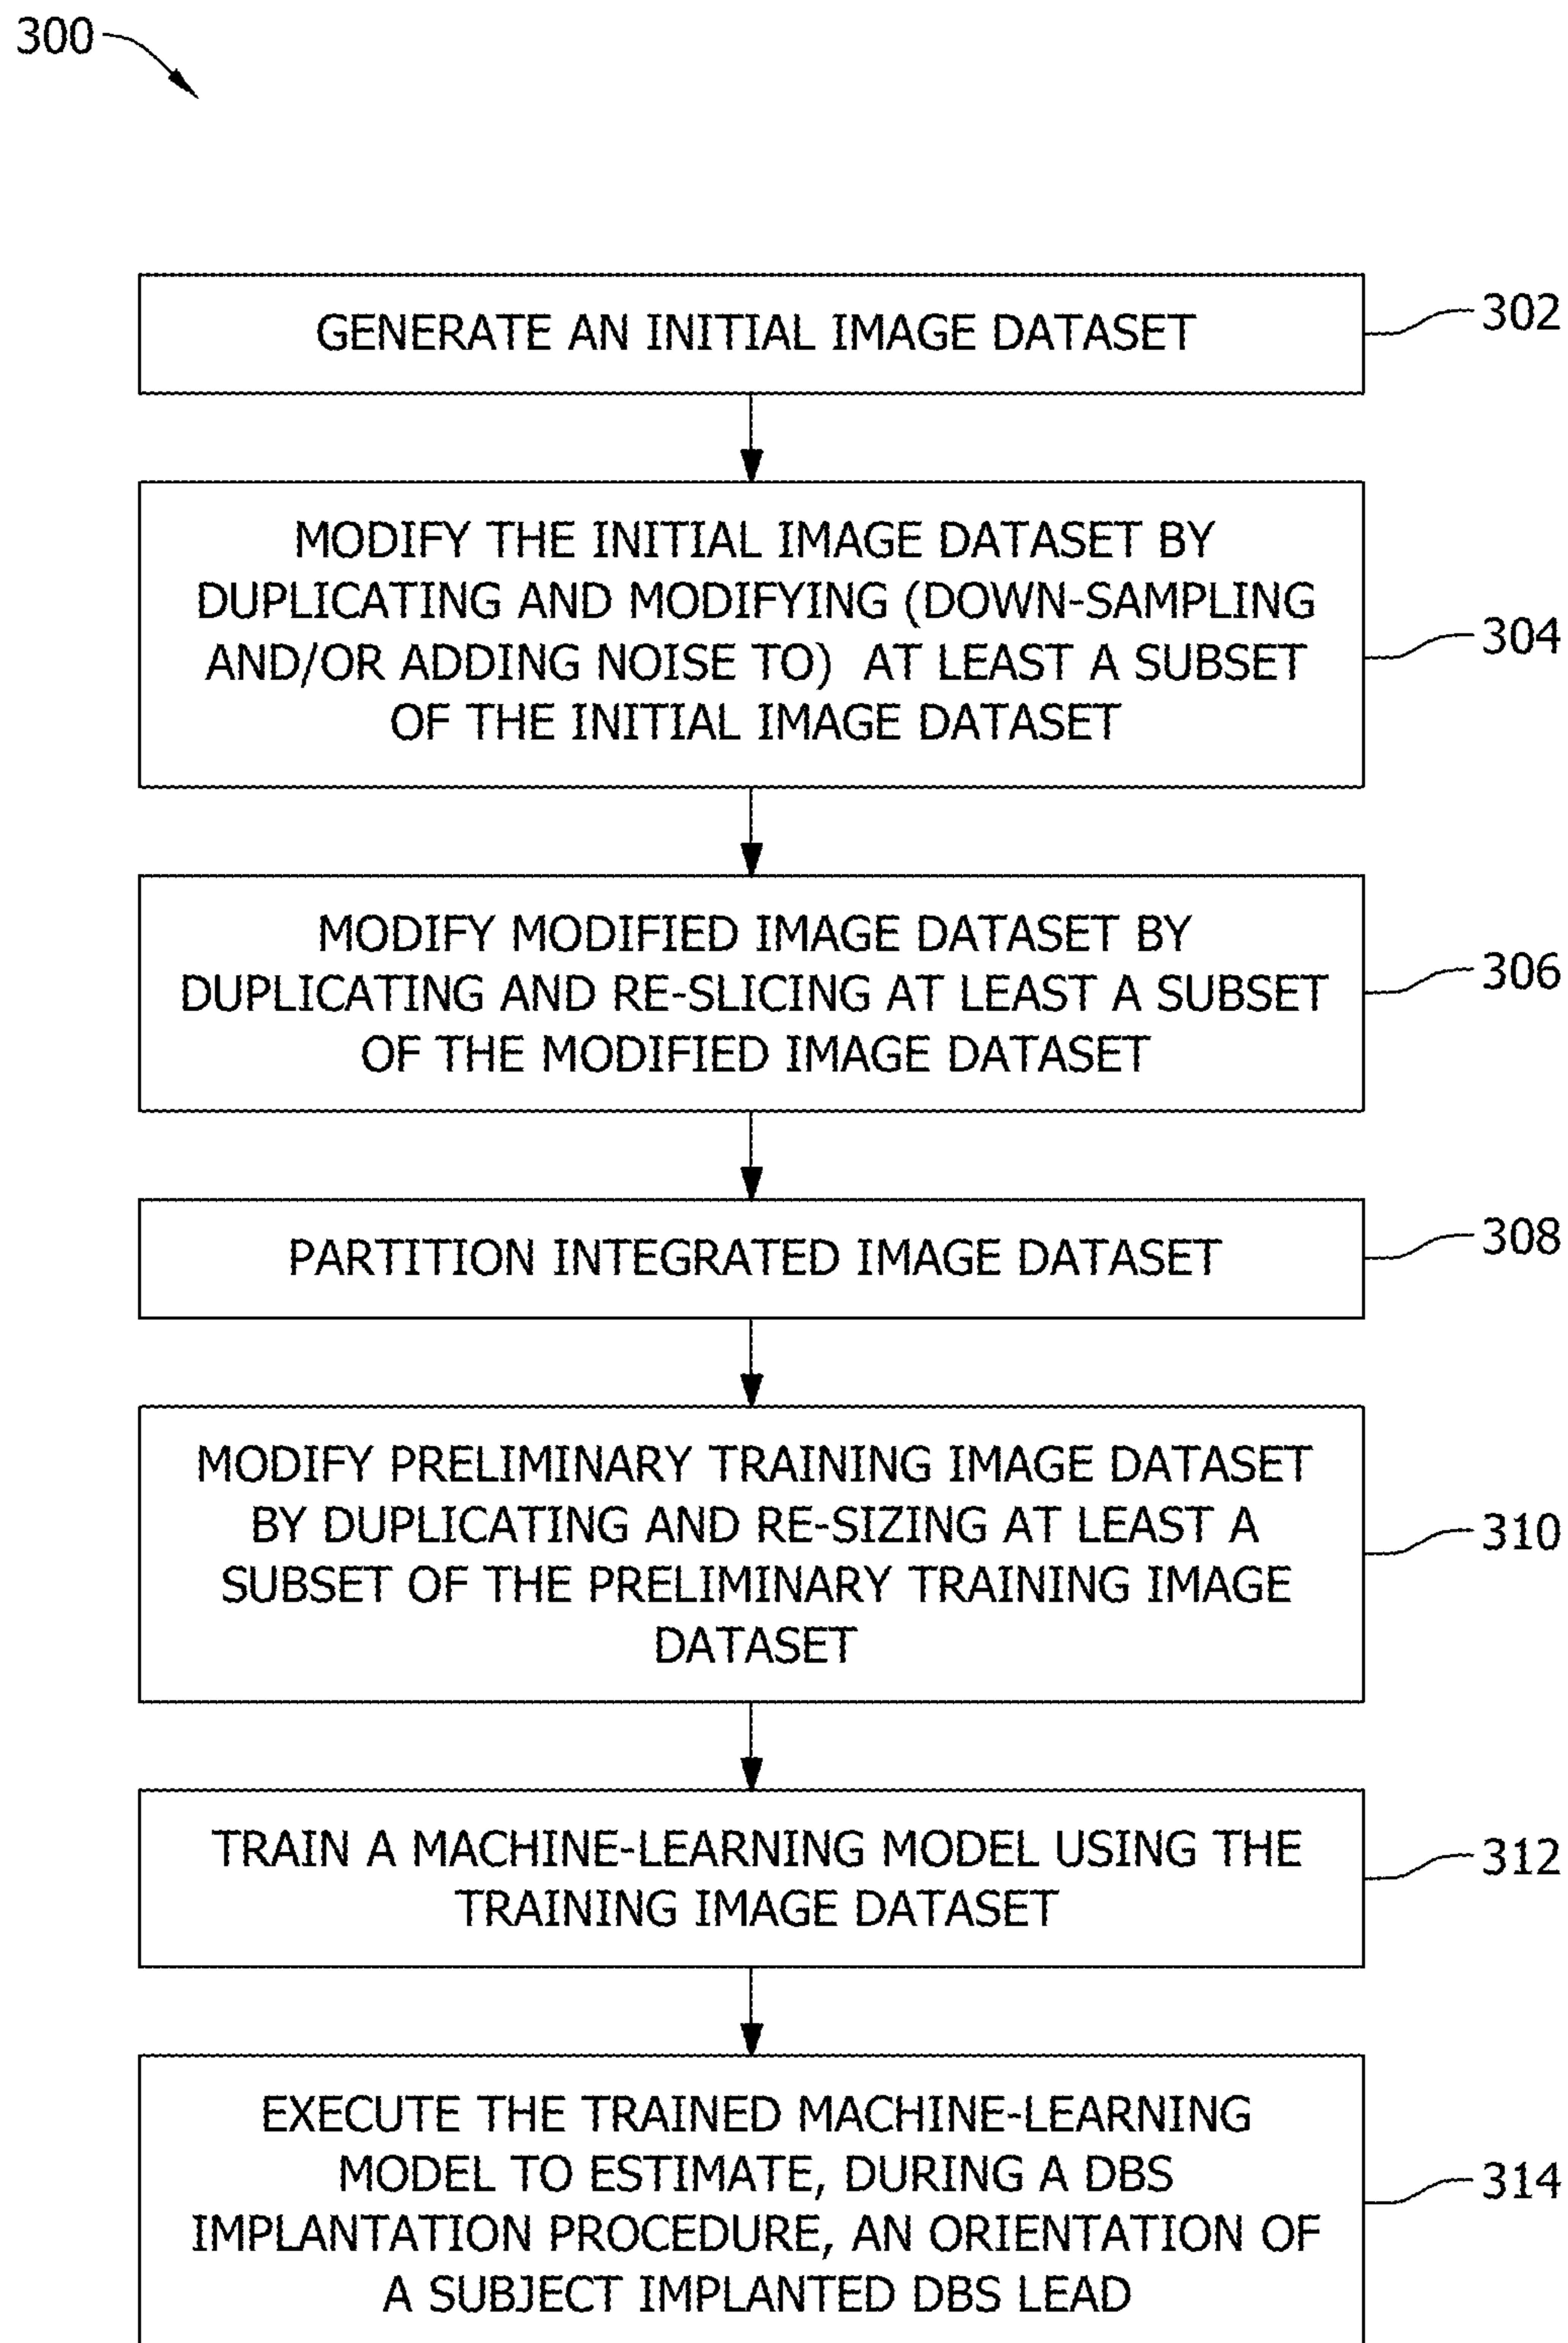 300
GENERATE AN INITIAL IMAGE DATASET
302
MODIFY THE INITIAL IMAGE DATASET BY
DUPLICATING AND MODIFYING (DOWN-SAMPLING
AND/OR ADDING NOISE TO) AT LEAST A SUBSET
OF THE INITIAL IMAGE DATASET
304
MODIFY MODIFIED IMAGE DATASET BY
DUPLICATING AND RE-SLICING AT LEAST A SUBSET
OF THE MODIFIED IMAGE DATASET
306
PARTITION INTEGRATED IMAGE DATASET
308
MODIFY PRELIMINARY TRAINING IMAGE DATASET
BY DUPLICATING AND RE-SIZING AT LEAST A
SUBSET OF THE PRELIMINARY TRAINING IMAGE
DATASET
310
TRAIN A MACHINE-LEARNING MODEL USING THE
TRAINING IMAGE DATASET
312
EXECUTE THE TRAINED MACHINE-LEARNING
MODEL TO ESTIMATE, DURING A DBS
IMPLANTATION PROCEDURE, AN ORIENTATION OF
A SUBJECT IMPLANTED DBS LEAD
314